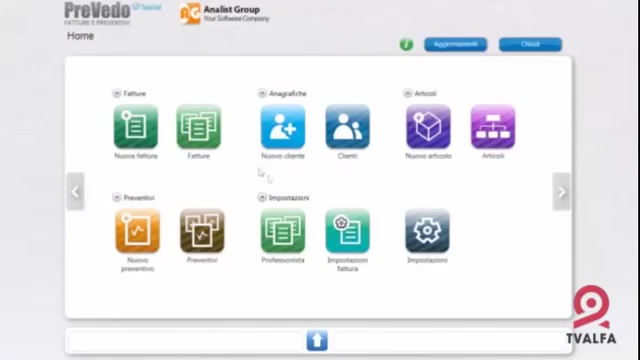 PreVedo Social
FATTURE E PREVENTIVI
Analist Group
Your Software Company
Home
Aggiornamenti
Chiudi
Fatture
Anagrafiche
Articoli
Nuova fattura
Fatture
Nuovo cliente
Clienti
Nuovo articolo
Articoli
Preventivi
Impostazioni
Nuovo preventivo
Preventivi
Professionista
Impostazioni fattura
Impostazioni
TVALFA